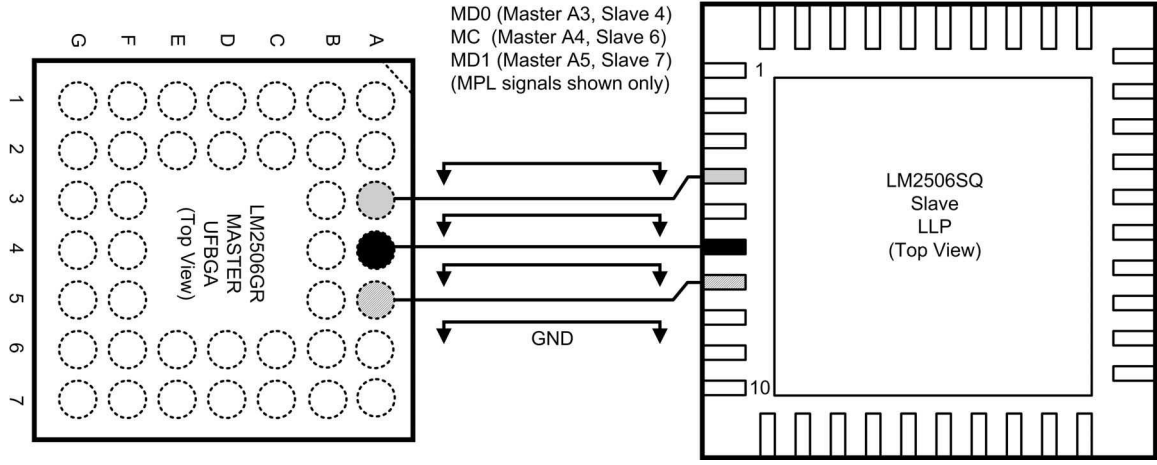 MD0 (Master A3, Slave 4)
MC (Master A4, Slave 6)
MD1 (Master A5, Slave 7)
(MPL signals shown only)
G F E D C B A
1
2
3
4
5
6
7
LM2506GR
MASTER
UFBGA
(Top View)
GND
1
10
LM2506SQ
Slave
LLP
(Top View)